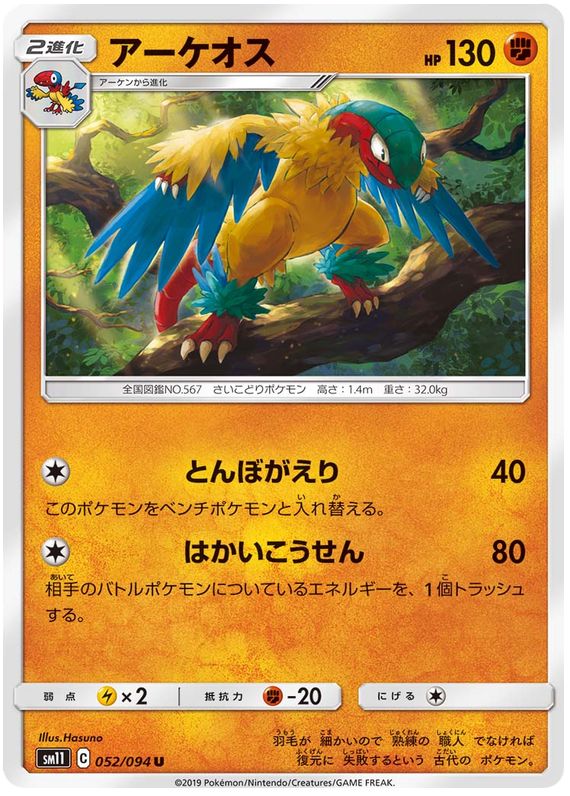 2進化 アーケオス HP 130
アーケンから進化
全国図鑑NO.567 さいこどりポケモン 高さ：1.4m 重さ：32.0kg
とんぼがえり 40
このポケモンをベンチポケモンと入れ替える。
はかいこうせん 80
相手のバトルポケモンについているエネルギーを、1個トラッシュ
する。
弱点 ×2 抵抗力 -20 にげる
Illus.Hasuno
SM11 C 052/094 U
羽毛が 細かいので 熟練の 職人 でなければ
復元に 失敗するという 古代の ポケモン。
©2019 Pokémon/Nintendo/Creatures/GAME FREAK.